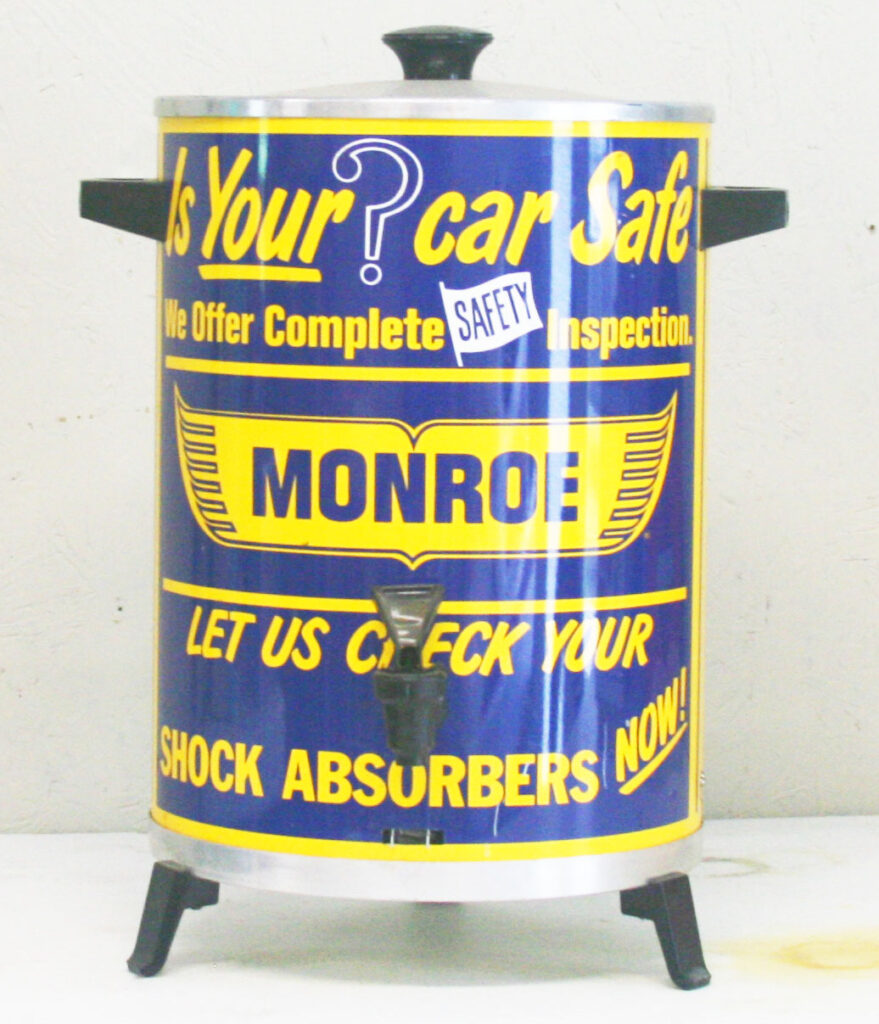 Is Your ? car Safe
We Offer Complete SAFETY Inspection.
MONROE
LET US CHECK YOUR
SHOCK ABSORBERS NOW!